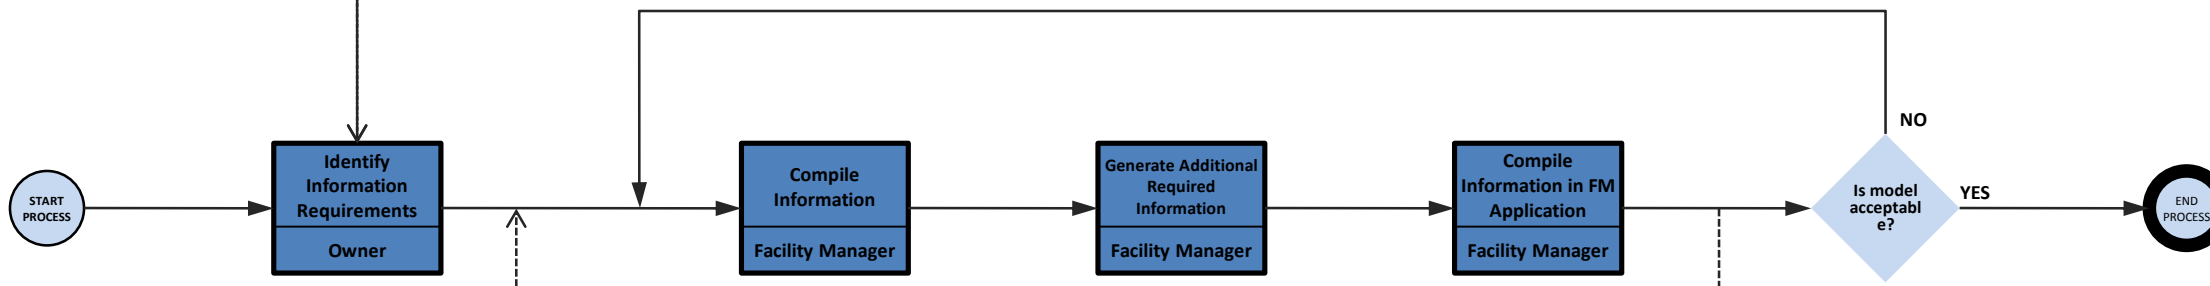 START
PROCESS
Identify
Information
Requirements
Owner
Compile
Information
Facility Manager
Generate Additional
Required
Information
Facility Manager
Compile
Information in FM
Application
Facility Manager
Is model
acceptabl
e?
NO
YES
END
PROCESS